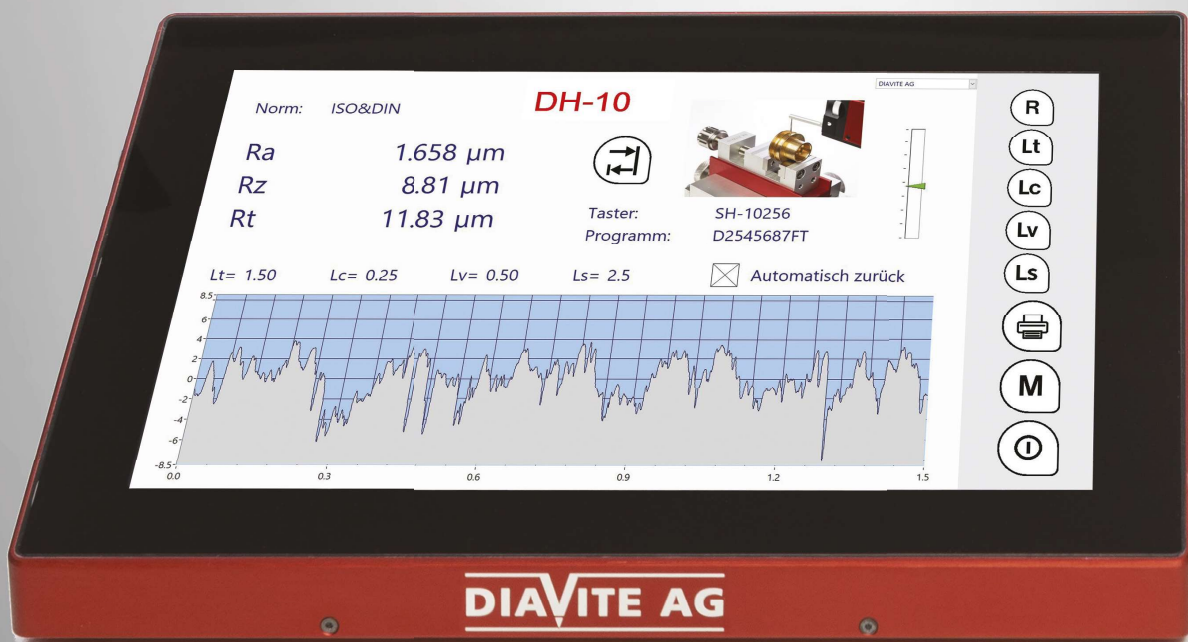 DIAVITE AG
Norm: ISO&DIN
DH-10
Ra 1.658 µm
Rz 8.81 µm
Rt 11.83 µm
Taster: SH-10256
Programm: D2545687FT
Lt= 1.50 Lc= 0.25 Lv= 0.50 Ls= 2.5 Automatisch zurück
8.5
6
4
2
0
-2
-4
-6
-8.5
0.0 0.3 0.6 0.9 1.2 1.5
R
Lt
Lc
Lv
Ls
M
DIAVITE AG